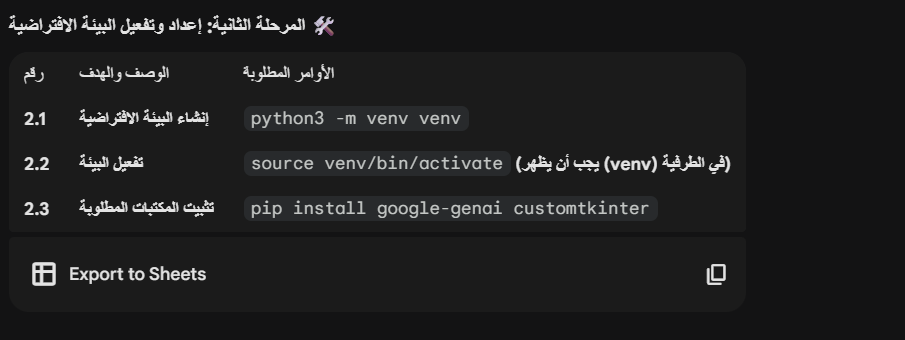 🛠️ المرحلة الثانية: إعداد وتفعيل البيئة الافتراضية
رقم الوصف والهدف الأوامر المطلوبة
2.1 إنشاء البيئة الافتراضية python3 -m venv venv
2.2 تفعيل البيئة source venv/bin/activate (يجب أن يظهر (venv) في الطرفية)
2.3 تثبيت المكتبات المطلوبة pip install google-genai customtkinter
Export to Sheets